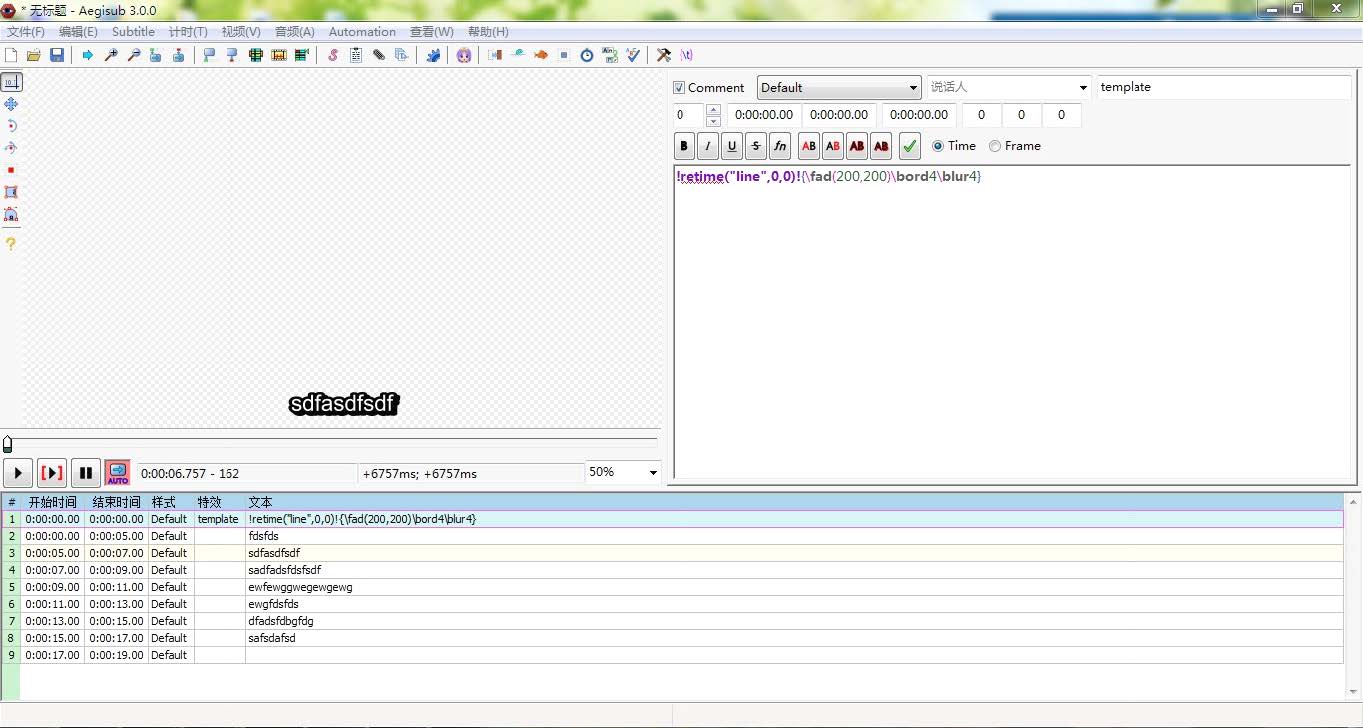 * 无标题 - Aegisub 3.0.0
文件(F) 编辑(E) Subtitle 计时(T) 视频(V) 音频(A) Automation 查看(W) 帮助(H)
Comment Default 说话人 template
0 0:00:00.00 0:00:00.00 0:00:00.00 0 0 0
B I U S fn AB AB AB AB Time Frame
!retime("line",0,0)!{\fad(200,200)\bord4\blur4}
sdfasdfsdf
AUTO 0:00:06.757 - 162 +6757ms; +6757ms 50%
# 开始时间 结束时间 样式 特效 文本
1 0:00:00.00 0:00:00.00 Default template !retime("line",0,0)!{\fad(200,200)\bord4\blur4}
2 0:00:00.00 0:00:05.00 Default fdsfds
3 0:00:05.00 0:00:07.00 Default sdfasdfsdf
4 0:00:07.00 0:00:09.00 Default sadfadsfdsfsdf
5 0:00:09.00 0:00:11.00 Default ewfewggwegewgewg
6 0:00:11.00 0:00:13.00 Default ewgfdsfds
7 0:00:13.00 0:00:15.00 Default dfadsfdbgfdg
8 0:00:15.00 0:00:17.00 Default safsdafsd
9 0:00:17.00 0:00:19.00 Default